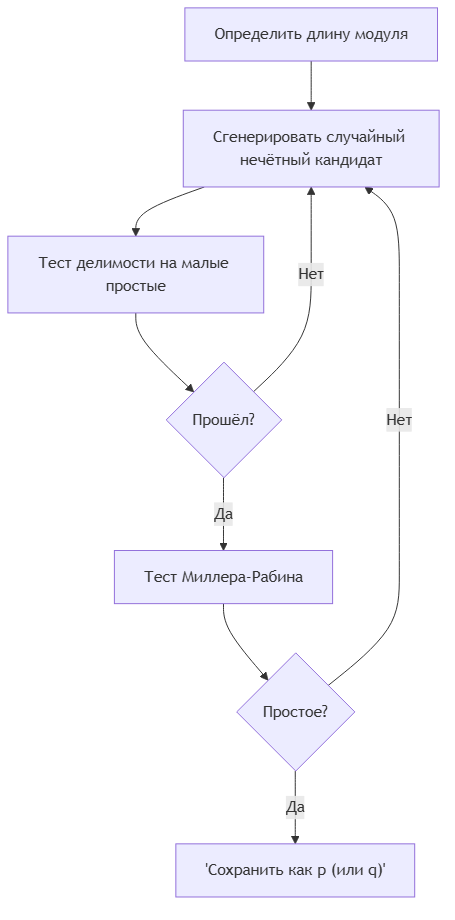 Определить длину модуля
Сгенерировать случайный
нечётный кандидат
Тест делимости на малые
простые
Нет
Прошёл?
Нет
Да
Тест Миллера-Рабина
Простое?
Да
'Сохранить как p (или q)'